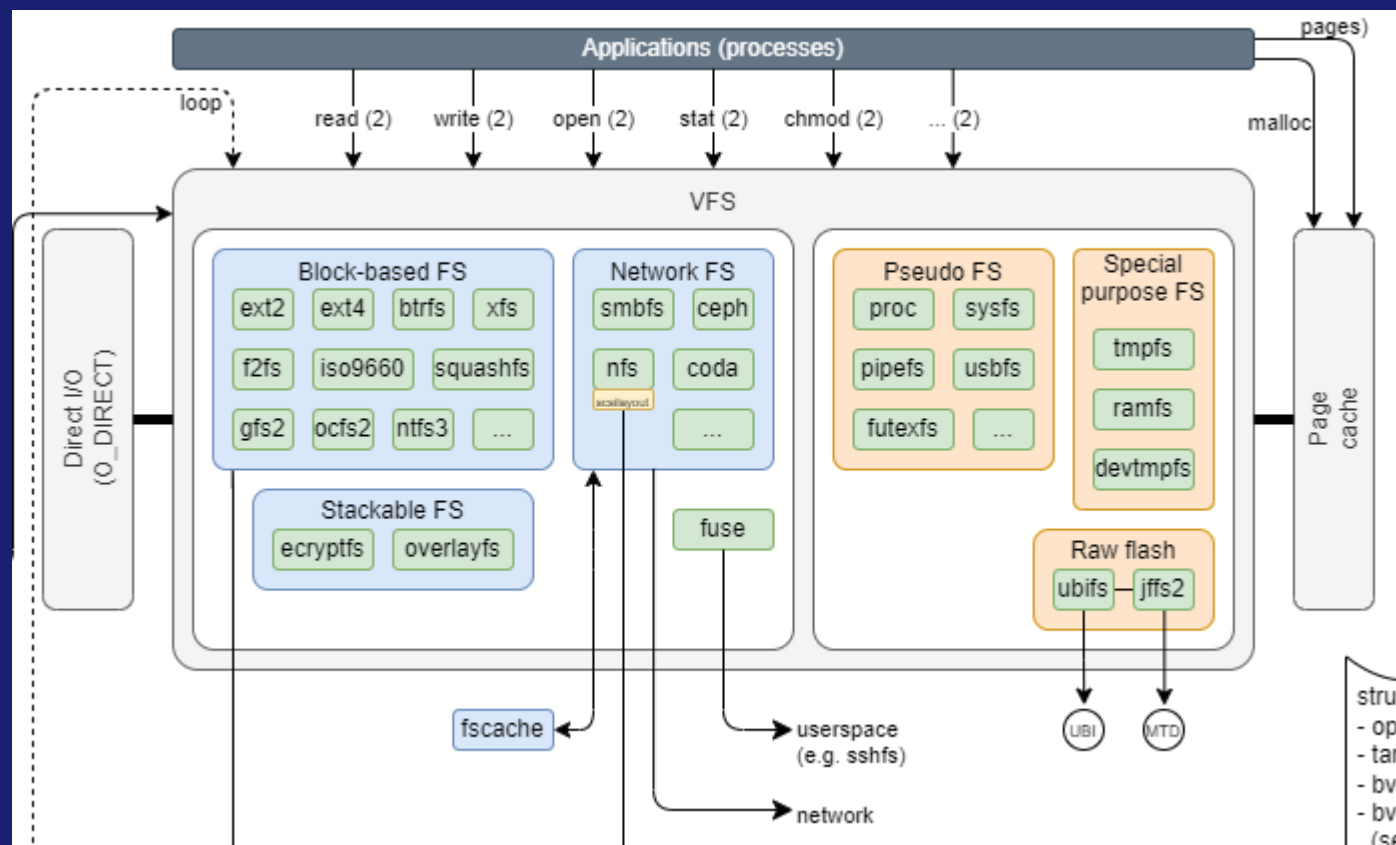 Applications (processes)
pages)
loop
read (2)
write (2)
open (2)
stat (2)
chmod (2)
... (2)
malloc
VFS
Direct I/O
(O_DIRECT)
Block-based FS
ext2
ext4
btrfs
xfs
f2fs
iso9660
squashfs
gfs2
ocfs2
ntfs3
...
Network FS
smbfs
ceph
nfs
coda
scsilayout
...
Stackable FS
ecryptfs
overlayfs
fuse
Pseudo FS
proc
sysfs
pipefs
usbfs
futexfs
...
Special
purpose FS
tmpfs
ramfs
devtmpfs
Raw flash
ubifs
jffs2
Page
cache
fscache
userspace
(e.g. sshfs)
network
UBI
MTD
stru
- op
- tar
- bv
- bv
(se